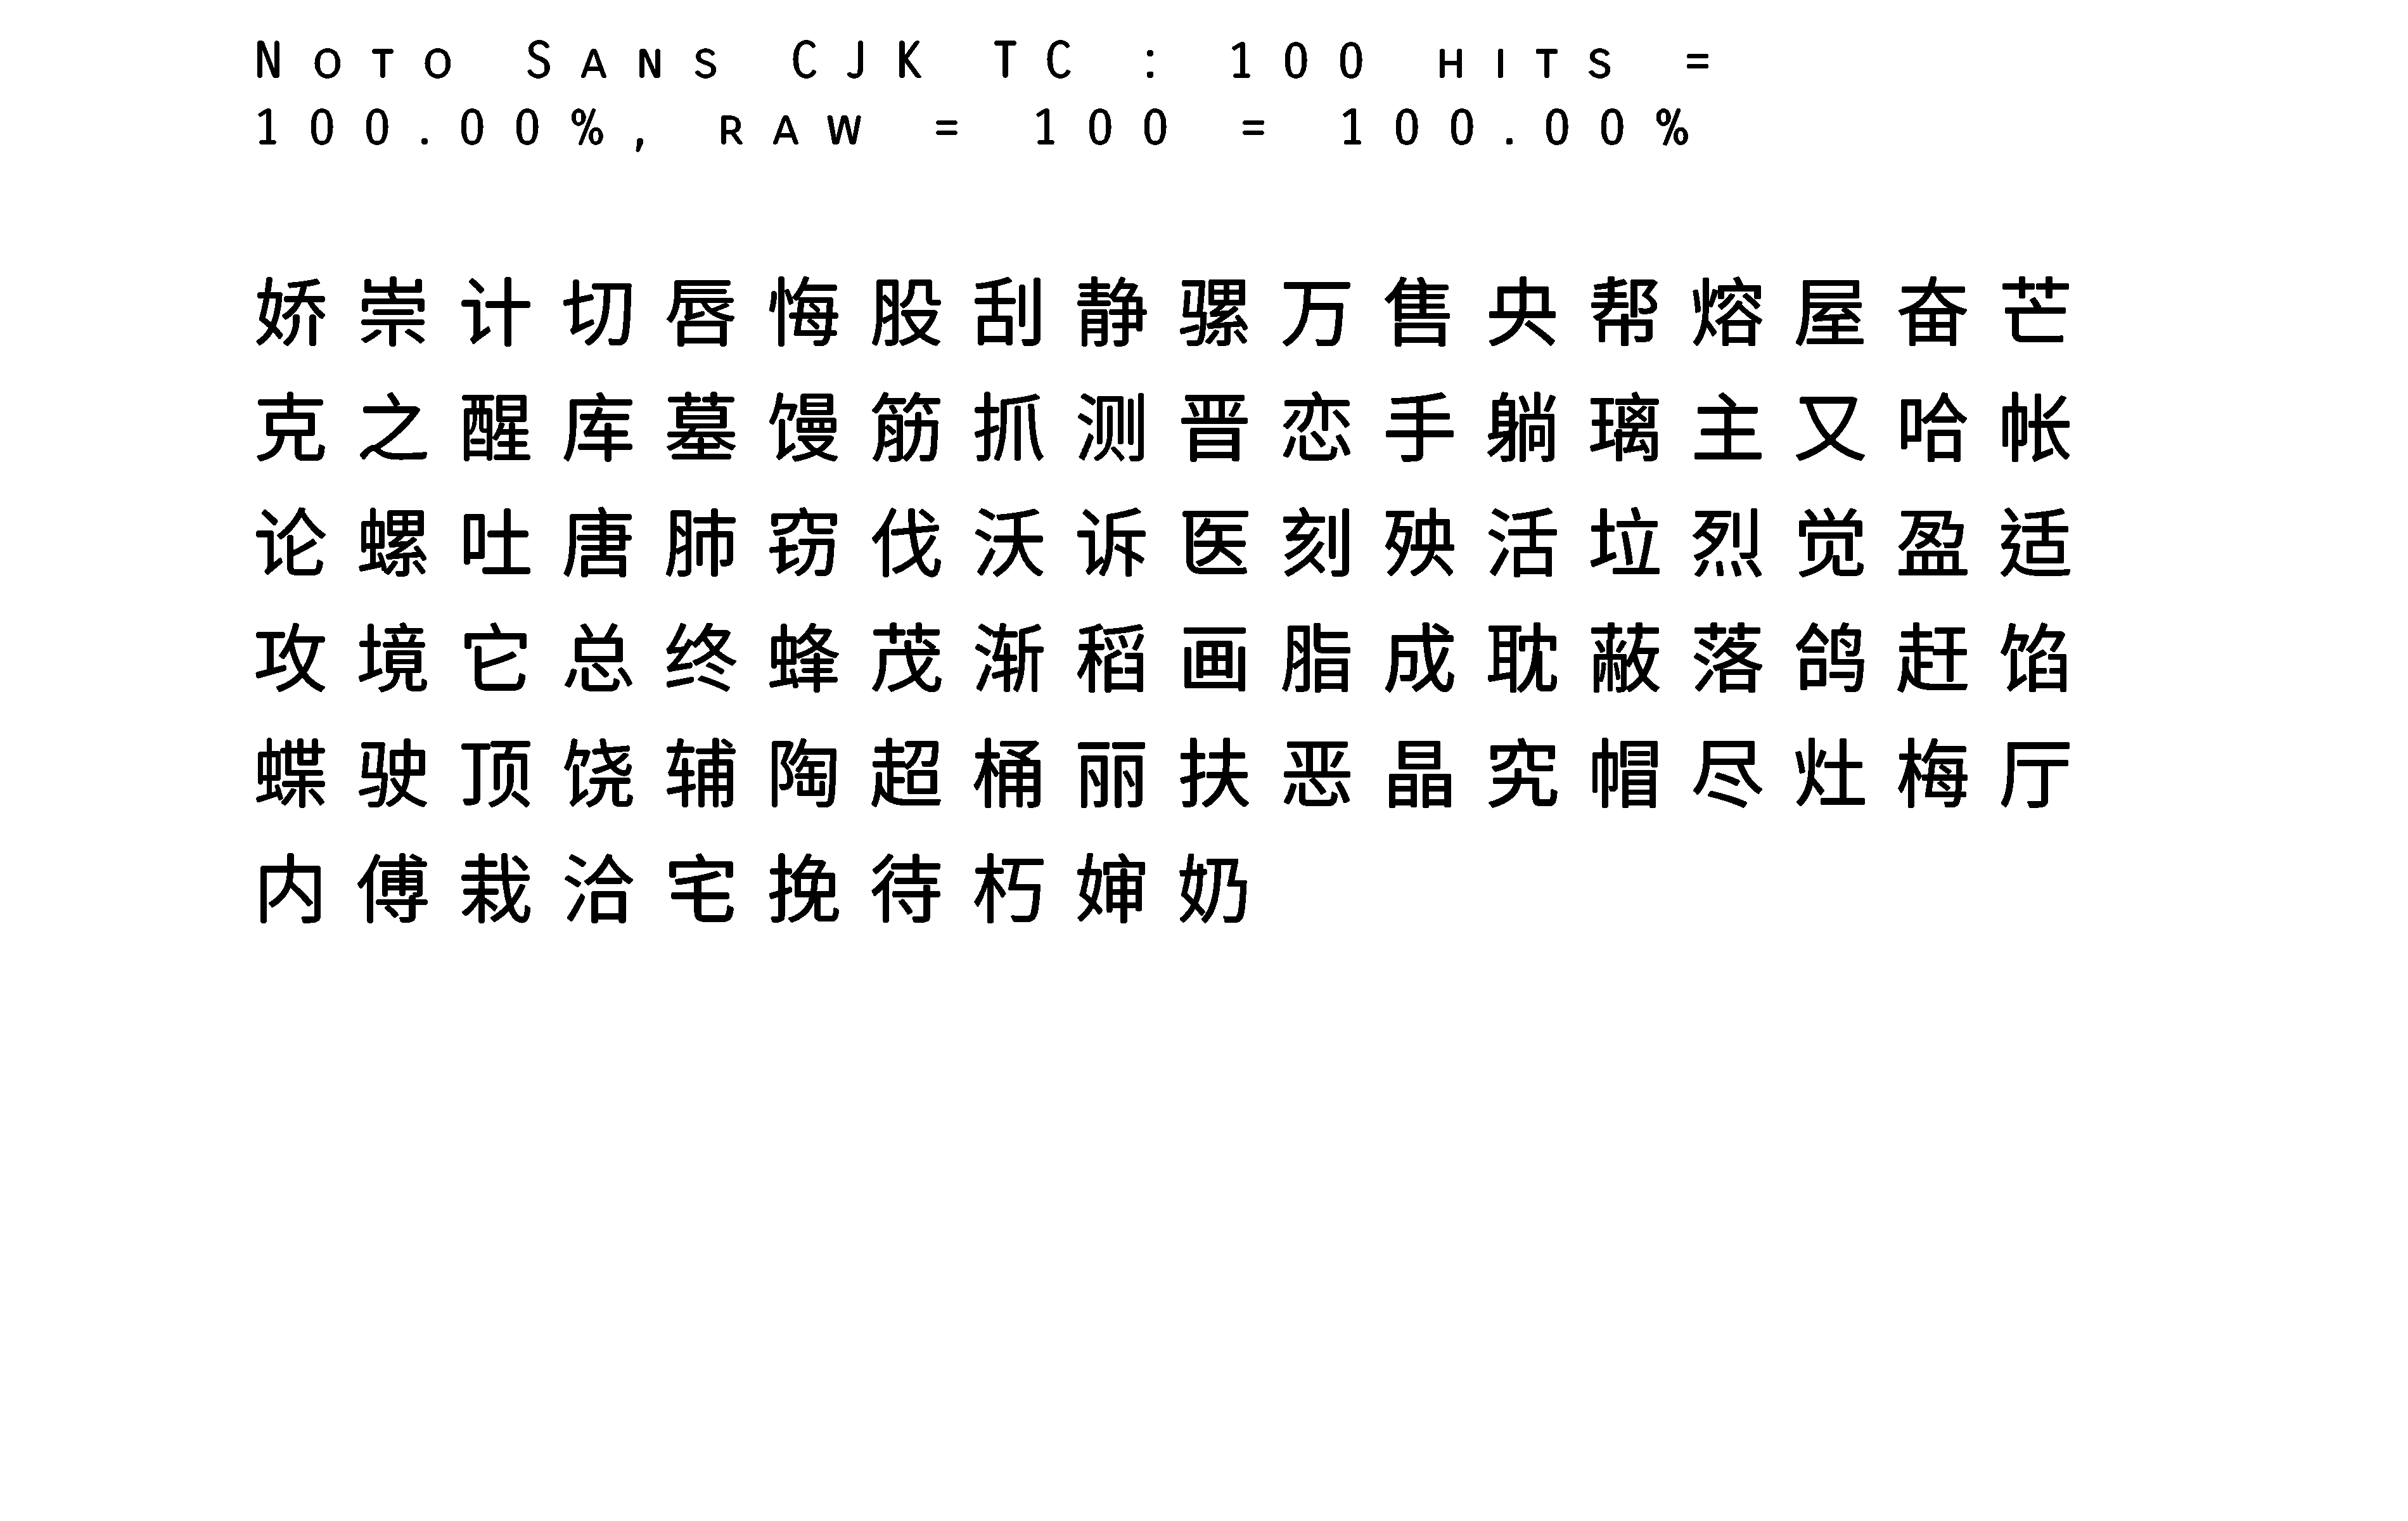 Noto Sans CJK TC : 100 hits =
100.00%, raw = 100 = 100.00%
娇崇计切唇悔股刮静骡万售央帮熔屋奋芒
克之醒库墓馒筋抓测晋恋手躺璃主又哈帐
论螺吐唐肺窃伐沃诉医刻殃活垃烈觉盈适
攻境它总终蜂茂渐稻画脂成耽蔽落鸽赶馅
蝶驶顶饶辅陶超桶丽扶恶晶究帽尽灶梅厅
内傅栽洽宅挽待朽婶奶